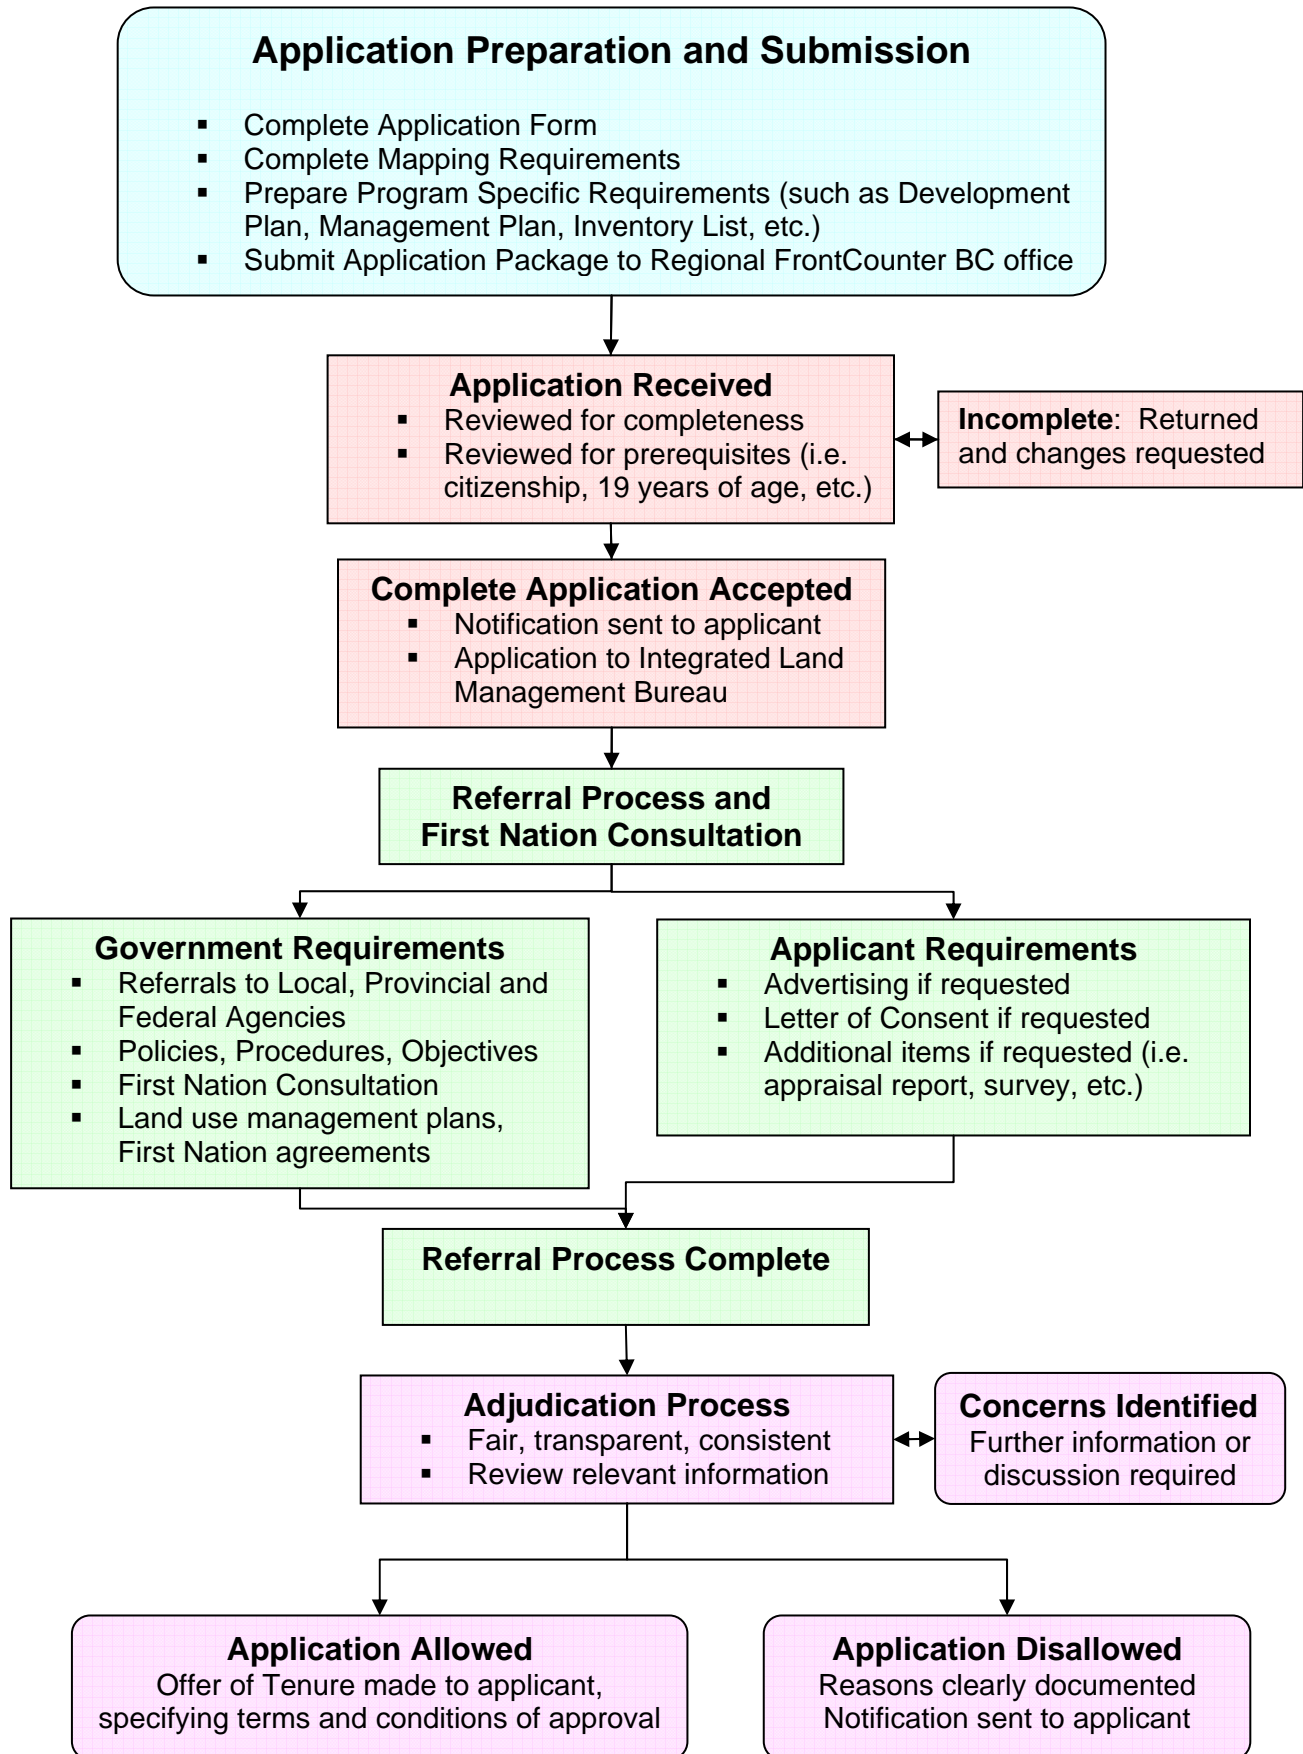 Application Preparation and Submission
▪ Complete Application Form
▪ Complete Mapping Requirements
▪ Prepare Program Specific Requirements (such as Development
Plan, Management Plan, Inventory List, etc.)
▪ Submit Application Package to Regional FrontCounter BC office
Application Received
▪ Reviewed for completeness
▪ Reviewed for prerequisites (i.e.
citizenship, 19 years of age, etc.)
Incomplete: Returned
and changes requested
Complete Application Accepted
▪ Notification sent to applicant
▪ Application to Integrated Land
Management Bureau
Referral Process and
First Nation Consultation
Government Requirements
▪ Referrals to Local, Provincial and
Federal Agencies
▪ Policies, Procedures, Objectives
▪ First Nation Consultation
▪ Land use management plans,
First Nation agreements
Applicant Requirements
▪ Advertising if requested
▪ Letter of Consent if requested
▪ Additional items if requested (i.e.
appraisal report, survey, etc.)
Referral Process Complete
Adjudication Process
▪ Fair, transparent, consistent
▪ Review relevant information
Concerns Identified
Further information or
discussion required
Application Allowed
Offer of Tenure made to applicant,
specifying terms and conditions of approval
Application Disallowed
Reasons clearly documented
Notification sent to applicant